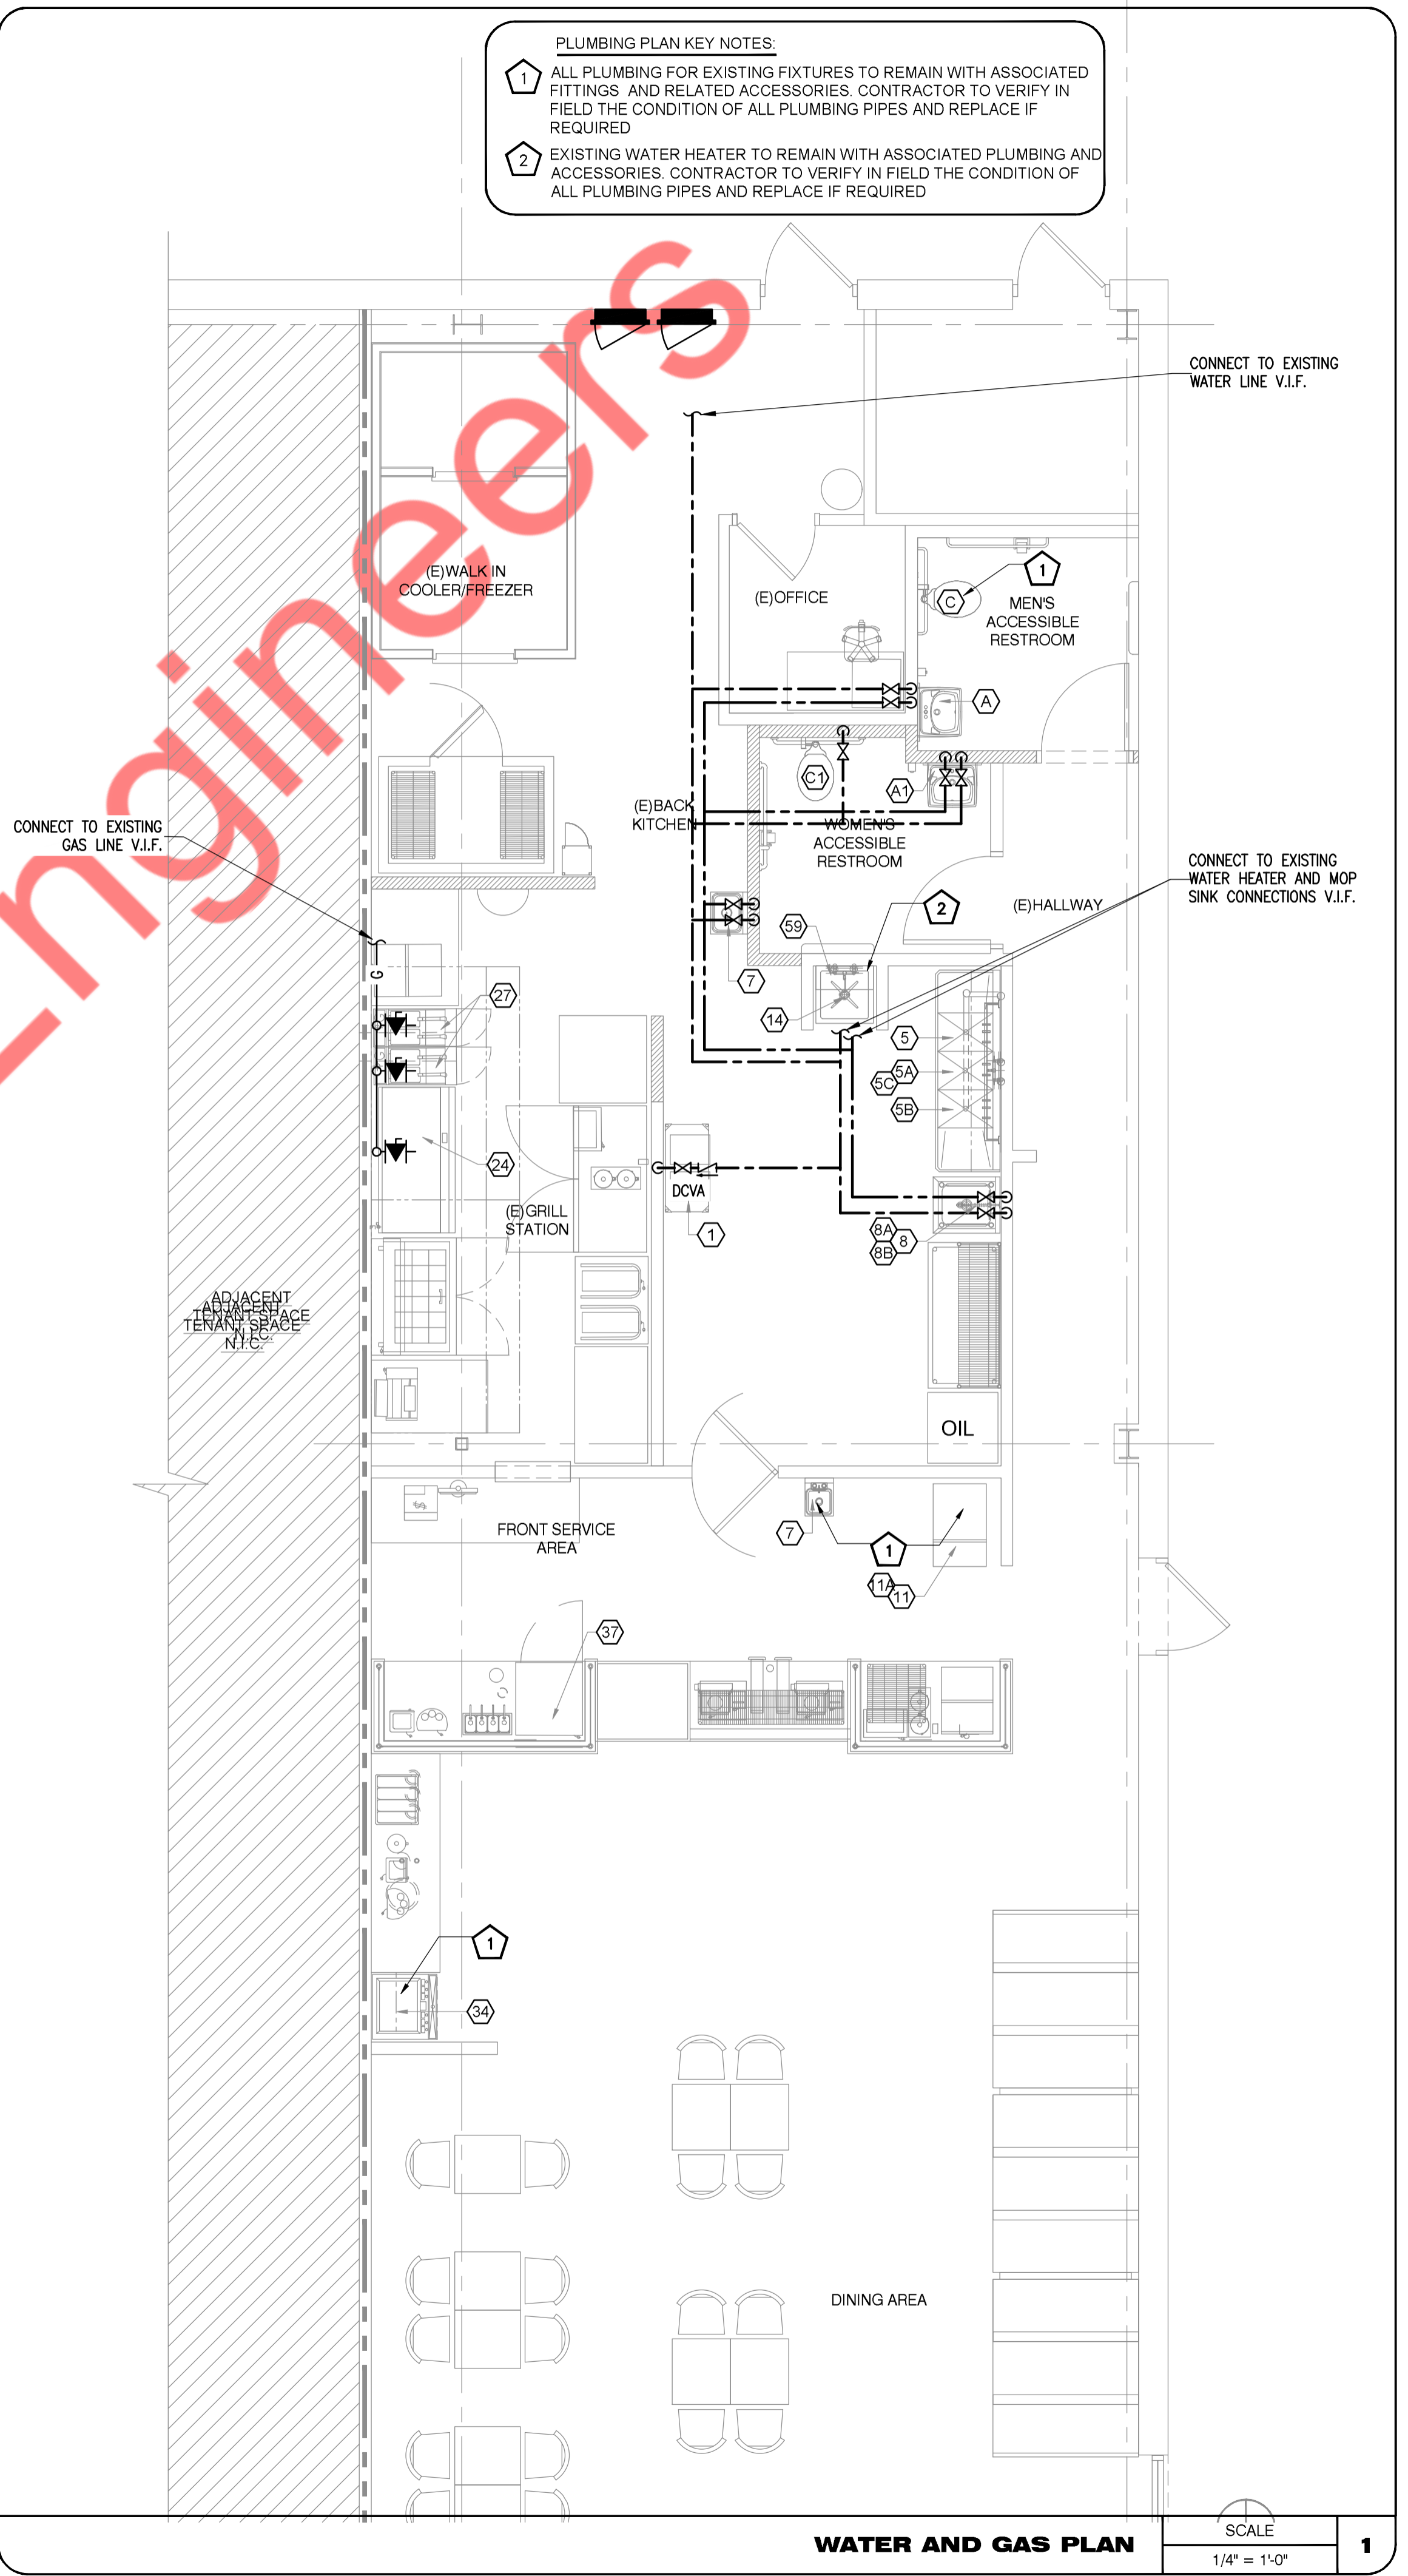 PLUMBING PLAN KEY NOTES:
1
ALL PLUMBING FOR EXISTING FIXTURES TO REMAIN WITH ASSOCIATED
FITTINGS AND RELATED ACCESSORIES. CONTRACTOR TO VERIFY IN
FIELD THE CONDITION OF ALL PLUMBING PIPES AND REPLACE IF
REQUIRED
2
EXISTING WATER HEATER TO REMAIN WITH ASSOCIATED PLUMBING AND
ACCESSORIES. CONTRACTOR TO VERIFY IN FIELD THE CONDITION OF
ALL PLUMBING PIPES AND REPLACE IF REQUIRED
Engineers
CONNECT TO EXISTING
WATER LINE V.I.F.
(E)WALK IN
COOLER/FREEZER
(E)OFFICE
1
C
MEN'S
ACCESSIBLE
RESTROOM
A
C1
A1
(E)BACK
KITCHEN
WOMEN'S
ACCESSIBLE
RESTROOM
CONNECT TO EXISTING
GAS LINE V.I.F.
CONNECT TO EXISTING
WATER HEATER AND MOP
SINK CONNECTIONS V.I.F.
2
(E)HALLWAY
59
7
G
27
14
5
5A
5C
5B
24
DCVA
1
(E)GRILL
STATION
8A
8
8B
ADJACENT
TENANT SPACE
N.I.C.
ADJACENT
TENANT SPACE
N.I.C.
OIL
FRONT SERVICE
AREA
7
1
11A
11
37
1
34
DINING AREA
WATER AND GAS PLAN
SCALE
1/4" = 1'-0"
1